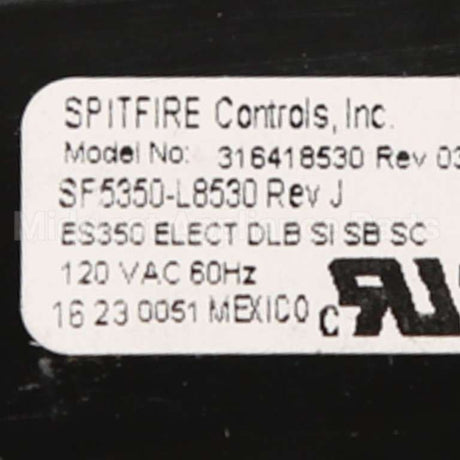 SPITFIRE Controls, Inc.
Model No: 316418530 Rev 03
SF5350-L8530 Rev J
ES350 ELECT DLB SI SB SC
120 VAC 60Hz
16 23 0051 MEXICO